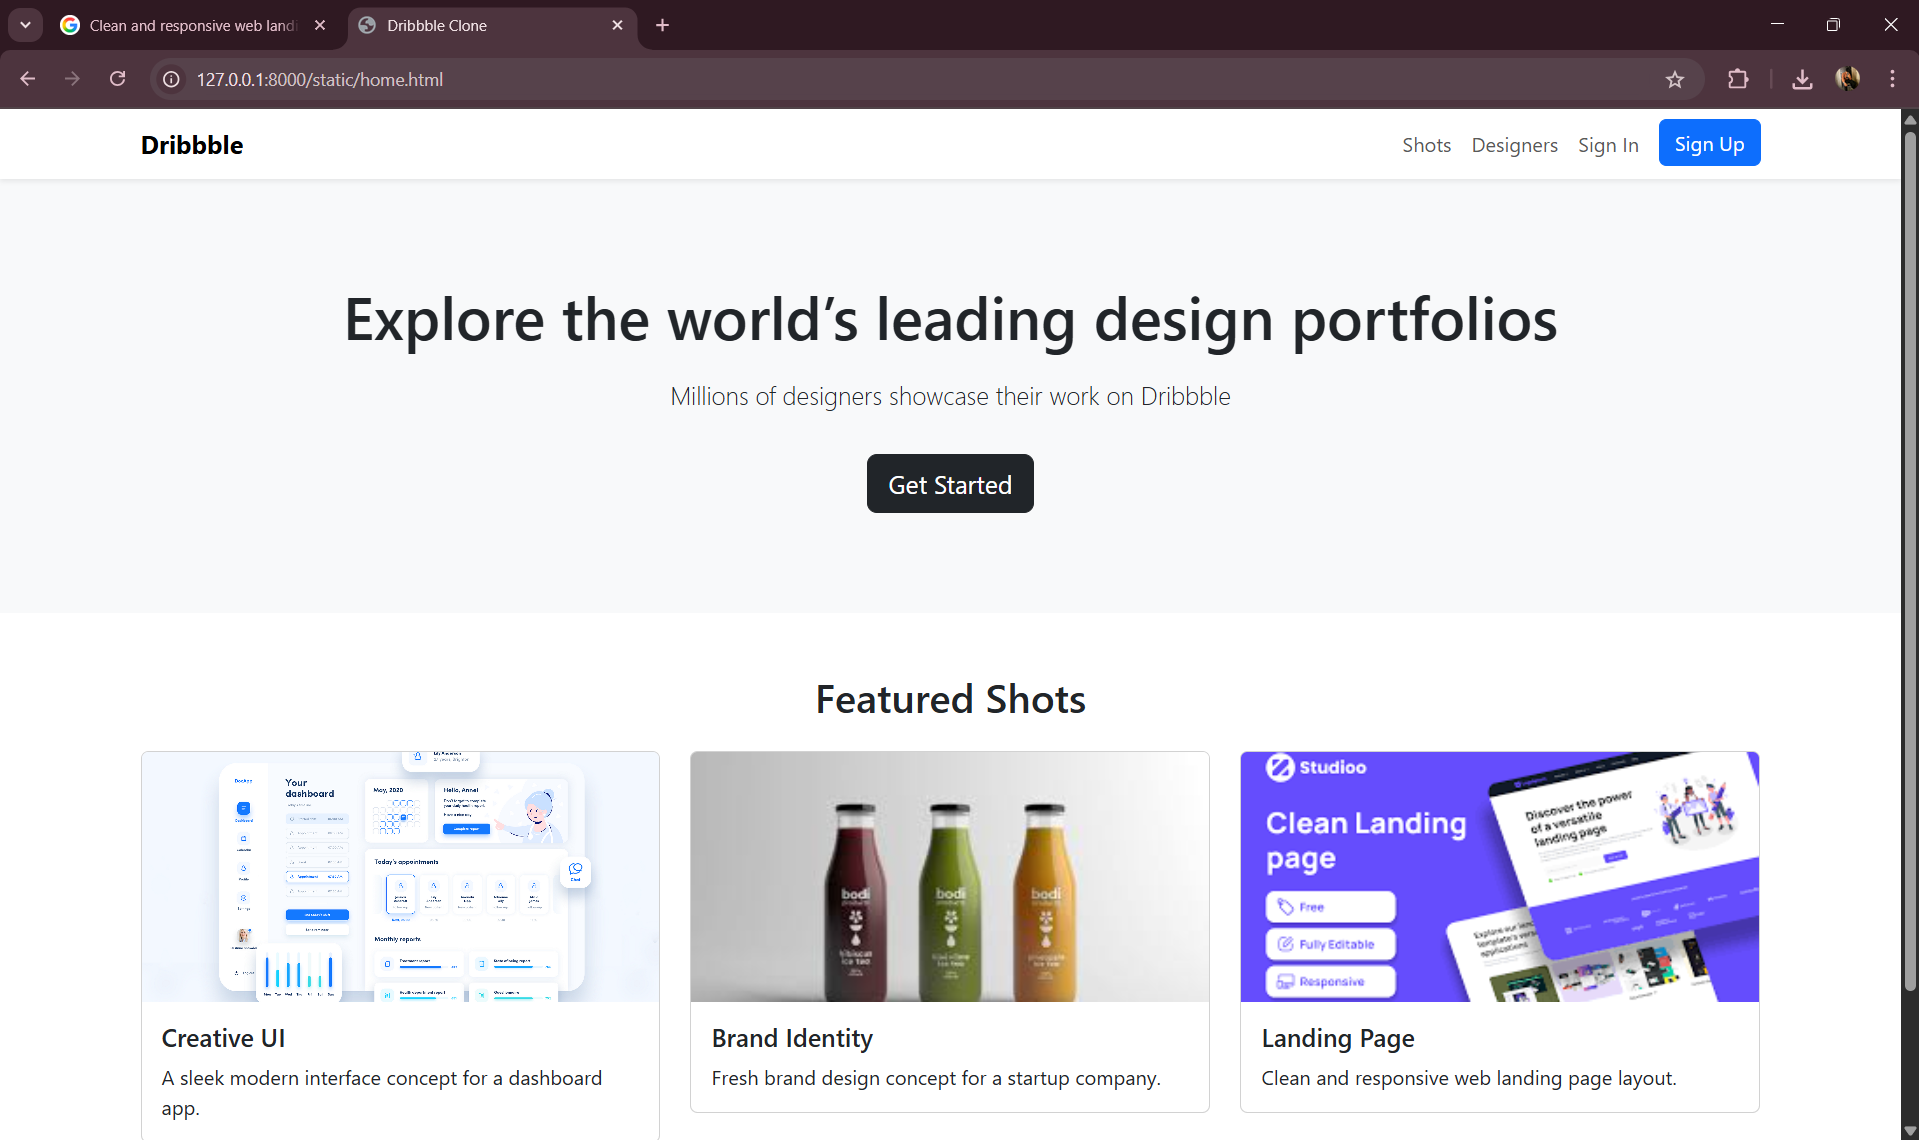 Clean and responsive web landi
Dribbble Clone
127.0.0.1:8000/static/home.html
Dribbble
Shots
Designers
Sign In
Sign Up
Explore the world’s leading design portfolios
Millions of designers showcase their work on Dribbble
Get Started
Featured Shots
Your
dashboard
May, 2020
Hello, Anne!
Today's appointments
Monthly reports
Chat
bodi
bodi
bodi
Studioo
Clean Landing
page
Free
Fully Editable
Responsive
Discover the power
of a versatile
landing page
Creative UI
A sleek modern interface concept for a dashboard
app.
Brand Identity
Fresh brand design concept for a startup company.
Landing Page
Clean and responsive web landing page layout.